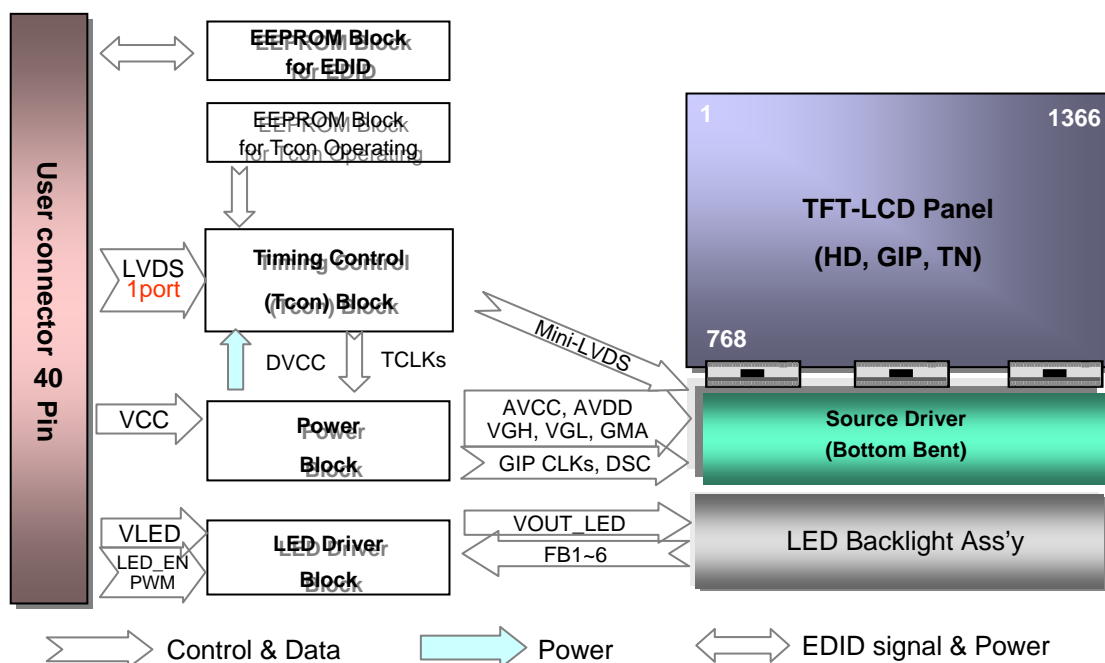 User connector 40 Pin
EEPROM Block
for EDID
EEPROM Block
for Tcon Operating
LVDS
1port
Timing Control
(Tcon) Block
DVCC
TCLKs
VCC
Power
Block
VLED
LED_EN
PWM
LED Driver
Block
Mini-LVDS
AVCC, AVDD
VGH, VGL, GMA
GIP CLKs, DSC
VOUT_LED
FB1~6
1
1366
TFT-LCD Panel
(HD, GIP, TN)
768
Source Driver
(Bottom Bent)
LED Backlight Ass’y
Control & Data
Power
EDID signal & Power